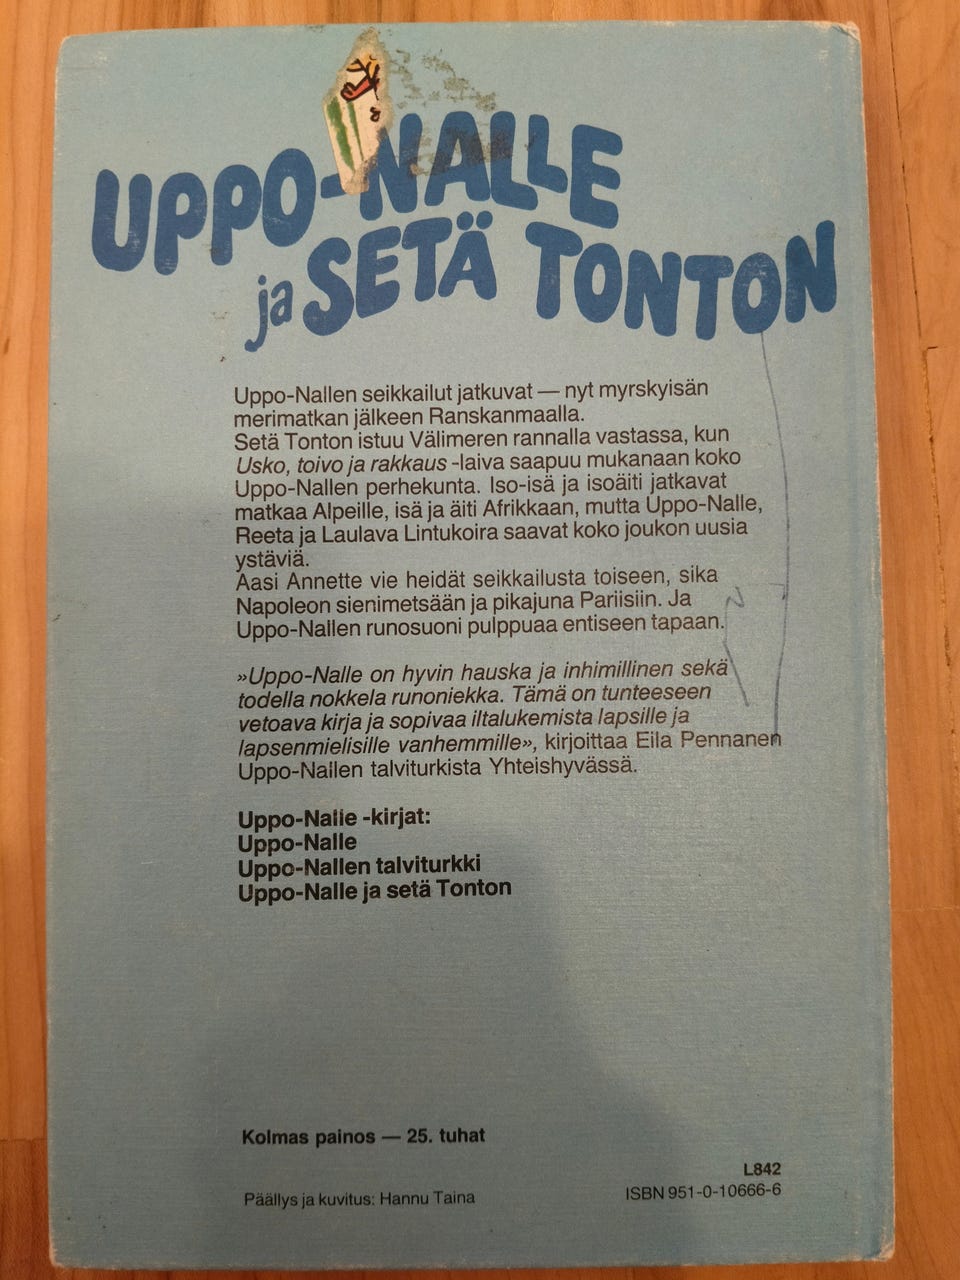 UPPO-NALLE
ja SETÄ TONTON
Uppo-Nallen seikkailut jatkuvat — nyt myrskyisän
merimatkan jälkeen Ranskanmaalla.
Setä Tonton istuu Välimeren rannalla vastassa, kun
Usko, toivo ja rakkaus -laiva saapuu mukanaan koko
Uppo-Nallen perhekunta. Iso-isä ja isoäiti jatkavat
matkaa Alpeille, isä ja äiti Afrikkaan, mutta Uppo-Nalle,
Reeta ja Laulava Lintukoira saavat koko joukon uusia
ystäviä.
Aasi Annette vie heidät seikkailusta toiseen, sika
Napoleon sienimetsään ja pikajuna Pariisiin. Ja
Uppo-Nallen runosuoni pulppuaa entiseen tapaan.
»Uppo-Nalle on hyvin hauska ja inhimillinen sekä
todella nokkela runoniekka. Tämä on tunteeseen
vetoava kirja ja sopivaa iltalukemista lapsille ja
lapsenmielisille vanhemmille», kirjoittaa Eila Pennanen
Uppo-Nallen talviturkista Yhteishyvässä.
Uppo-Nalle -kirjat:
Uppo-Nalle
Uppo-Nallen talviturkki
Uppo-Nalle ja setä Tonton
Kolmas painos — 25. tuhat
L842
Päällys ja kuvitus: Hannu Taina
ISBN 951-0-10666-6